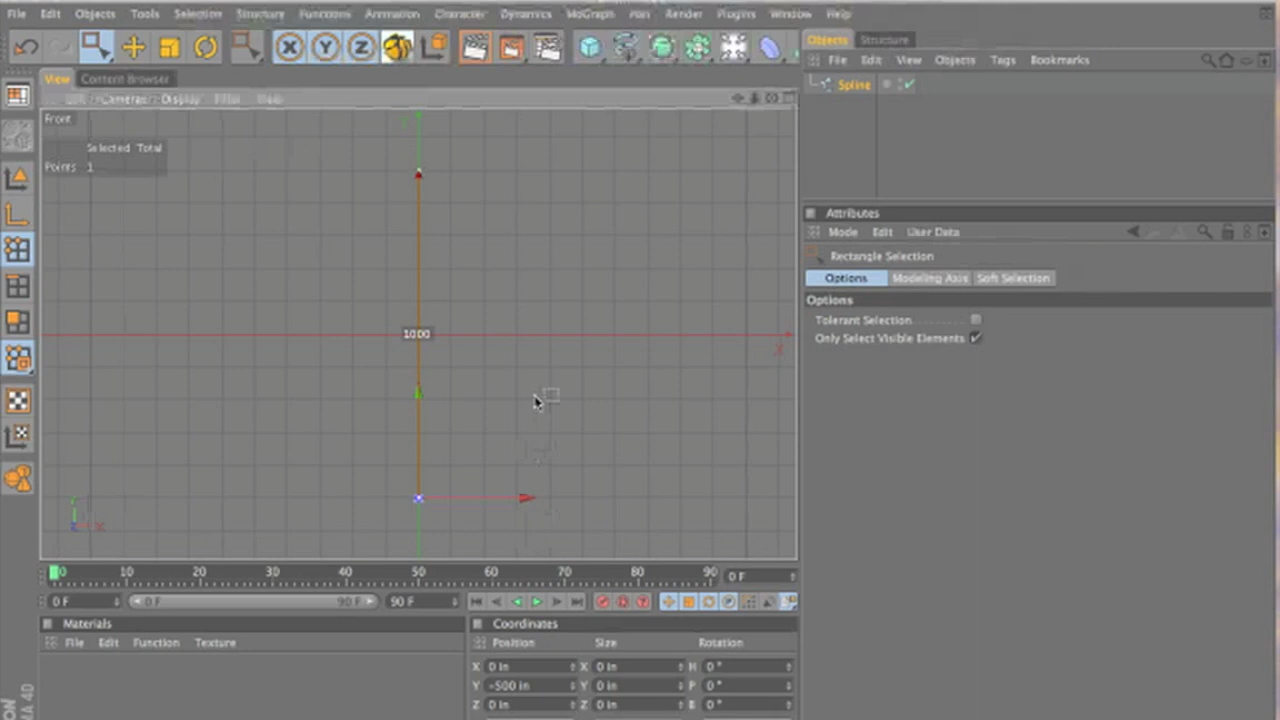 File Edit Objects Tools Selection Structure Functions Animation Character Dynamics MoGraph Hair Render Plugins Window Help
X Y Z
Objects Structure
File Edit View Objects Tags Bookmarks
Spline
View Content Browser
Cameras Display Filter
Front
Selected Total
Points 1
1000
X
Attributes
Mode Edit User Data
Rectangle Selection
Options Modeling Axis Soft Selection
Options
Tolerant Selection
Only Select Visible Elements
0 10 20 30 40 50 60 70 80 90 0 F
0 F 0 F 90 F 90 F
Materials
File Edit Function Texture
Coordinates
Position Size Rotation
X 0 in X 0 in H 0 °
Y -500 in Y 0 in P 0 °
Z 0 in Z 0 in B 0 °